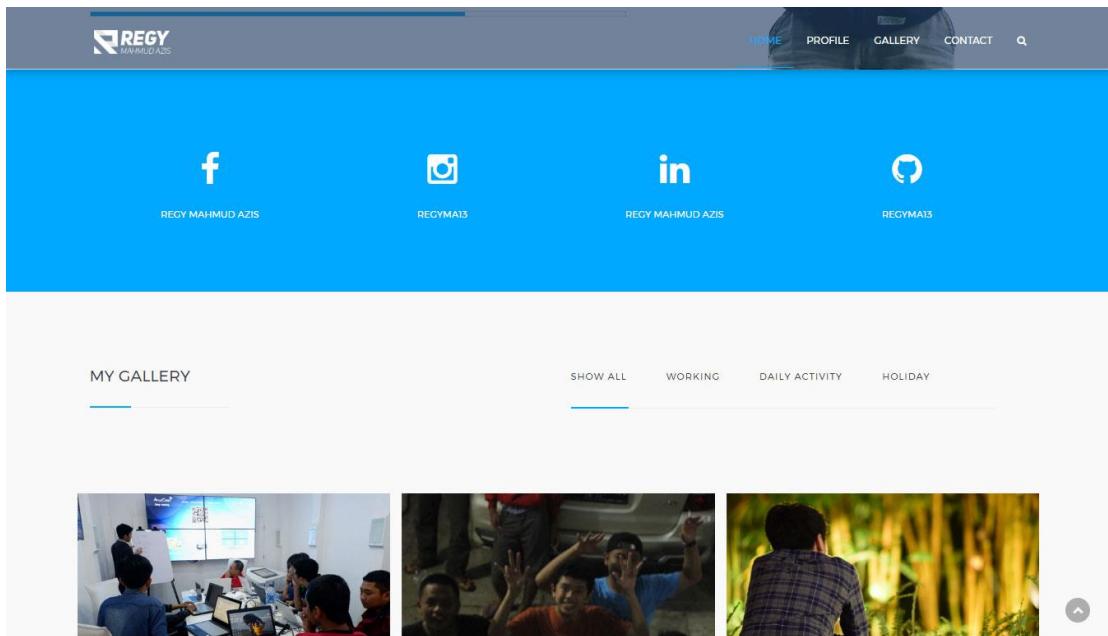 REGY
MAHMUD AZIS
HOME PROFILE GALLERY CONTACT
REGY MAHMUD AZIS REGYMA13 REGY MAHMUD AZIS REGYMA13
MY GALLERY
SHOW ALL WORKING DAILY ACTIVITY HOLIDAY